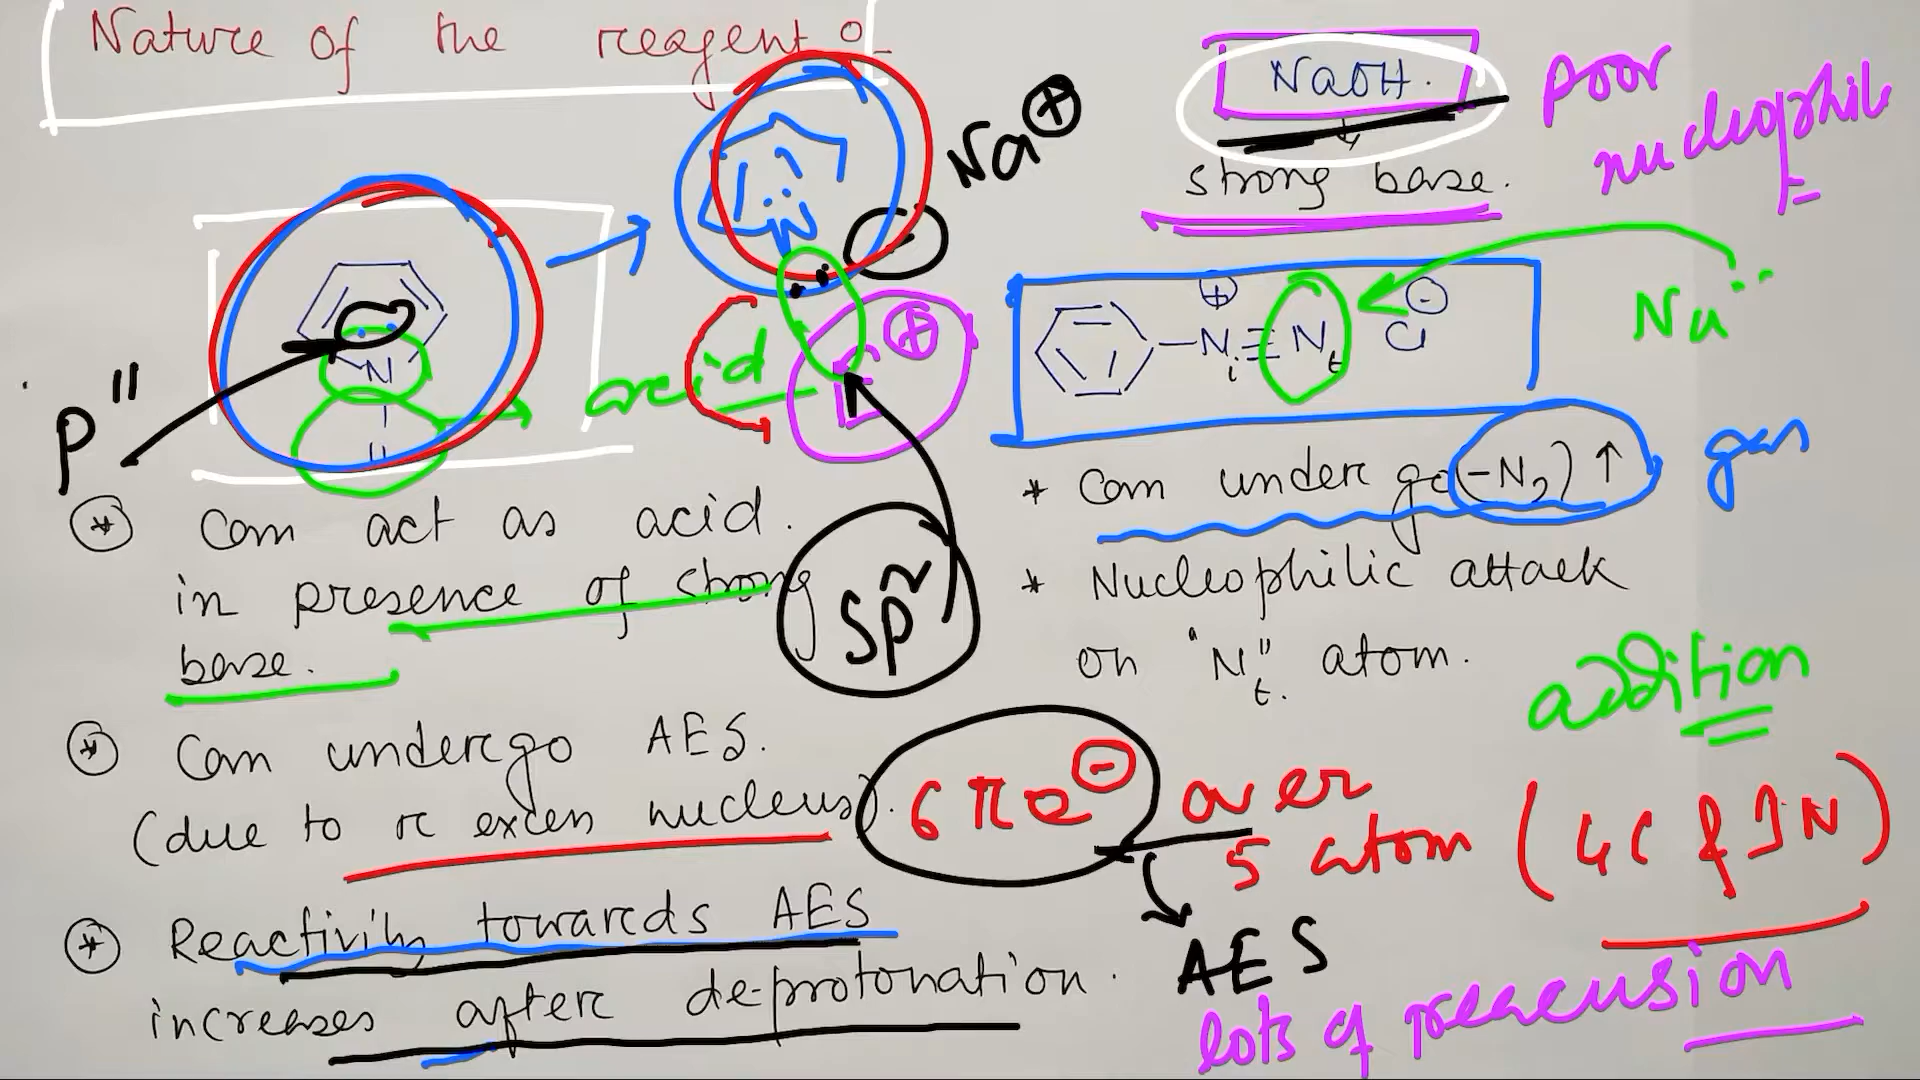 Nature of the reagent :-
NaOH.
strong base.
poor
nucleophile
Na⊕
⊖
N
N
H
P"
acid
E⊕
sp²
⊕ ⊖
N≡N Cl
i t
Nu··
* Can act as acid.
in presence of strong
base.
* Can undergo AES.
(due to π excess nucleus).
* Reactivity towards AES
increases after de-protonation.
* Can undergo (-N2)↑
gas
* Nucleophilic attack
on "Nt" atom.
addition
6πe⊖ over
5 atom (4C & 1N)
AES
lots of precaution